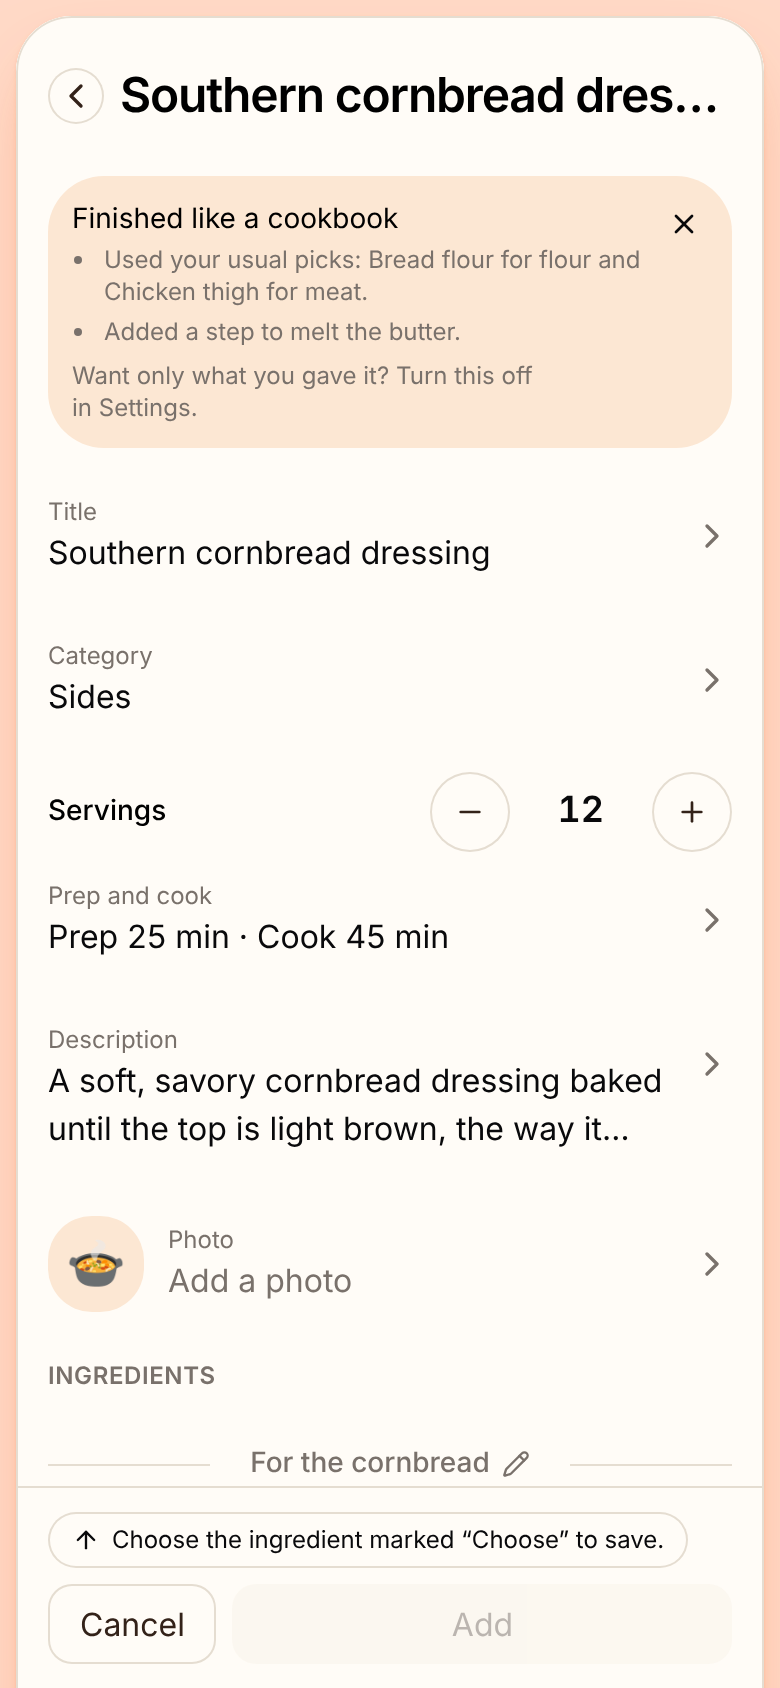 Southern cornbread dres...
Finished like a cookbook
• Used your usual picks: Bread flour for flour and
Chicken thigh for meat.
• Added a step to melt the butter.
Want only what you gave it? Turn this off
in Settings.
Title
Southern cornbread dressing
Category
Sides
Servings
12
Prep and cook
Prep 25 min · Cook 45 min
Description
A soft, savory cornbread dressing baked
until the top is light brown, the way it...
Photo
Add a photo
INGREDIENTS
For the cornbread
Choose the ingredient marked “Choose” to save.
Cancel
Add